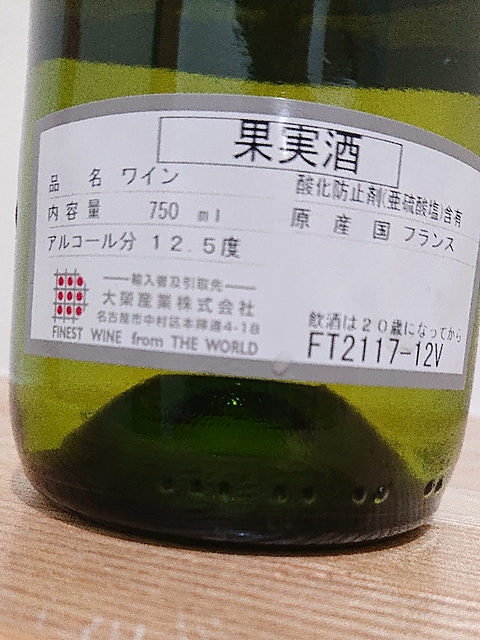 果実酒
品 名 ワイン
内容量 750 ml
アルコール分 12.5度
酸化防止剤(亜硫酸塩)含有
原産国 フランス
輸入者及引取先
大榮産業株式会社
名古屋市中村区本陣通4-18
FINEST WINE from THE WORLD
飲酒は20歳になってから
FT2117-12V